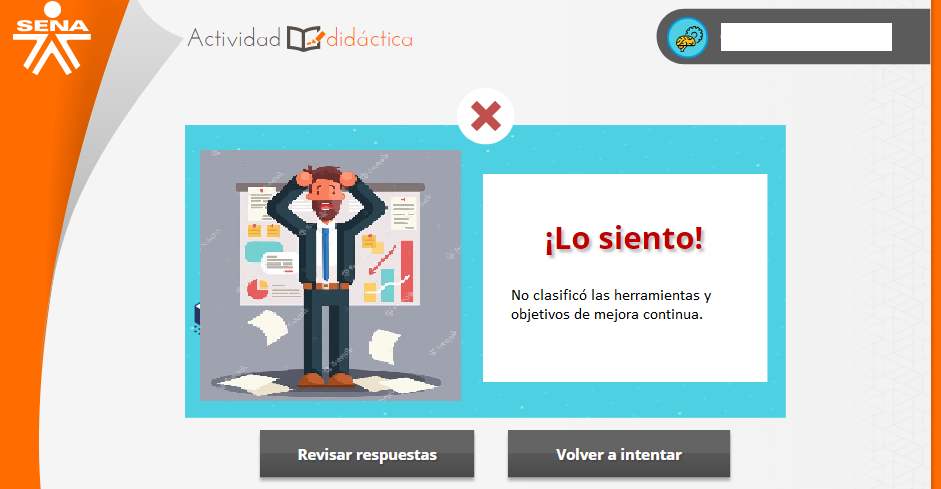 SENA
Actividad didáctica
¡Lo siento!
No clasificó las herramientas y
objetivos de mejora continua.
Revisar respuestas
Volver a intentar